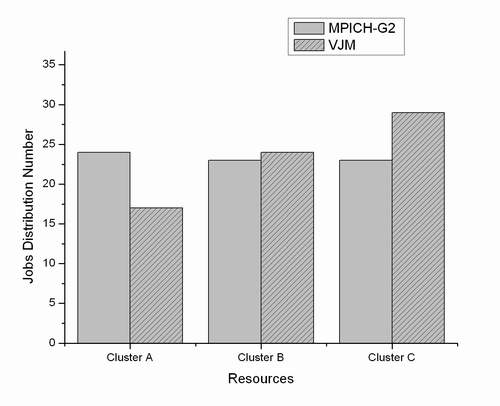 MPICH-G2
VJM
35
30
25
20
15
10
5
0
Jobs Distribution Number
Cluster A
Cluster B
Cluster C
Resources